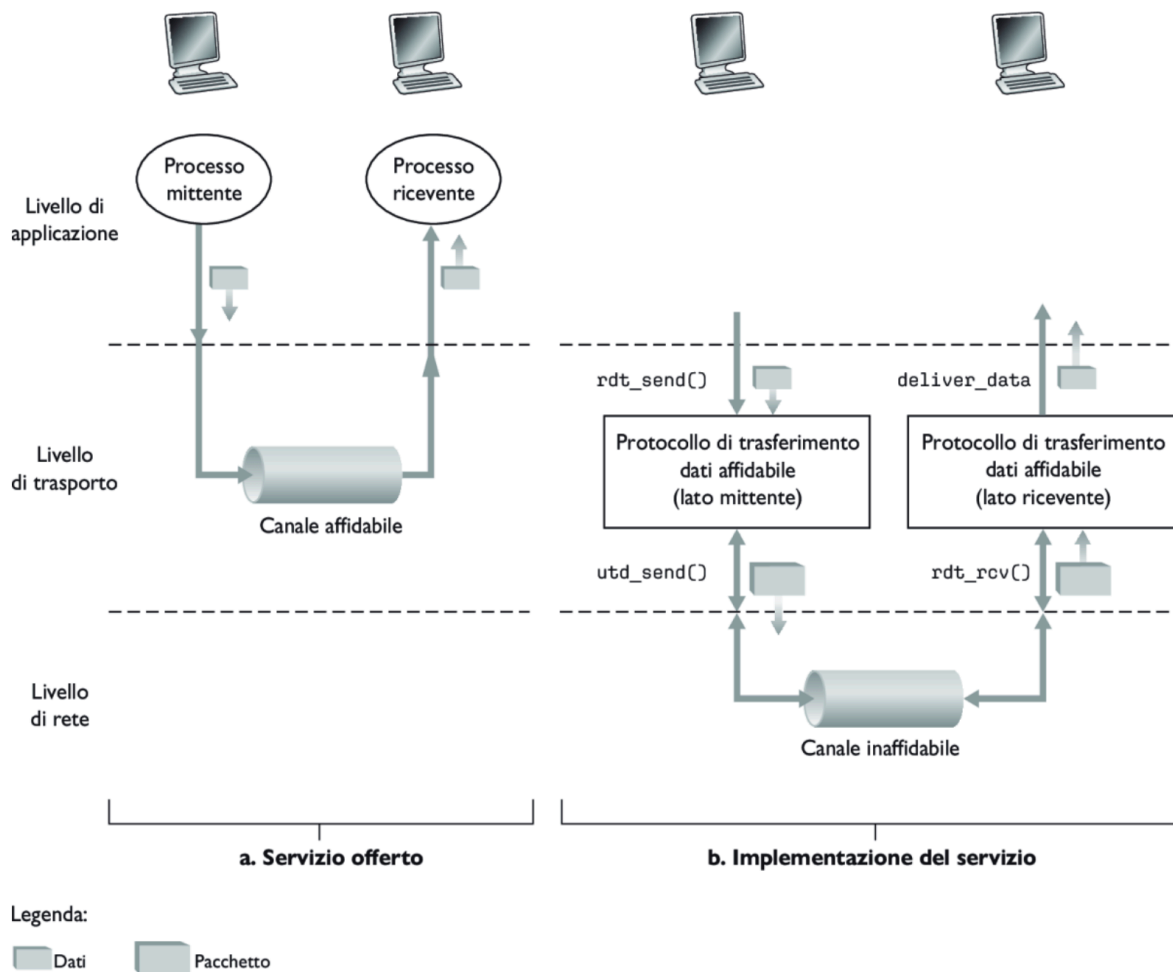 Processo
mittente
Processo
ricevente
Livello di
applicazione
rdt_send()
deliver_data
Livello
di trasporto
Canale affidabile
Protocollo di trasferimento
dati affidabile
(lato mittente)
Protocollo di trasferimento
dati affidabile
(lato ricevente)
utd_send()
rdt_rcv()
Livello
di rete
Canale inaffidabile
a. Servizio offerto
b. Implementazione del servizio
Legenda:
Dati
Pacchetto